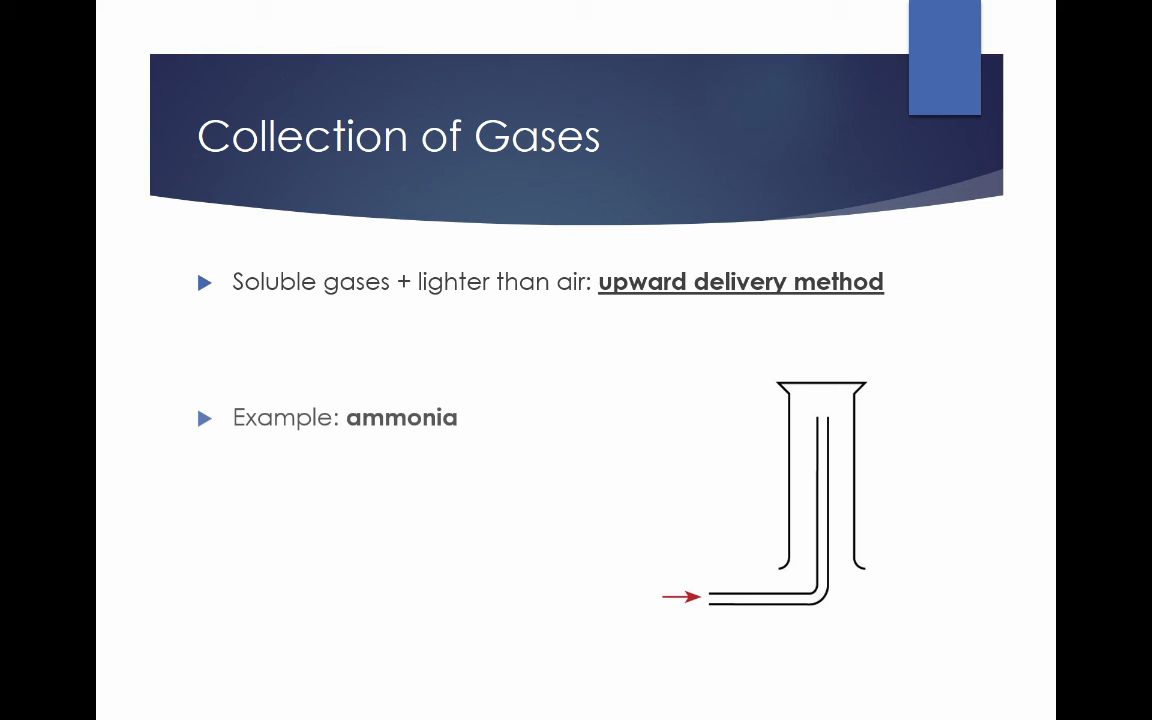 Collection of Gases
Soluble gases + lighter than air: upward delivery method
Example: ammonia